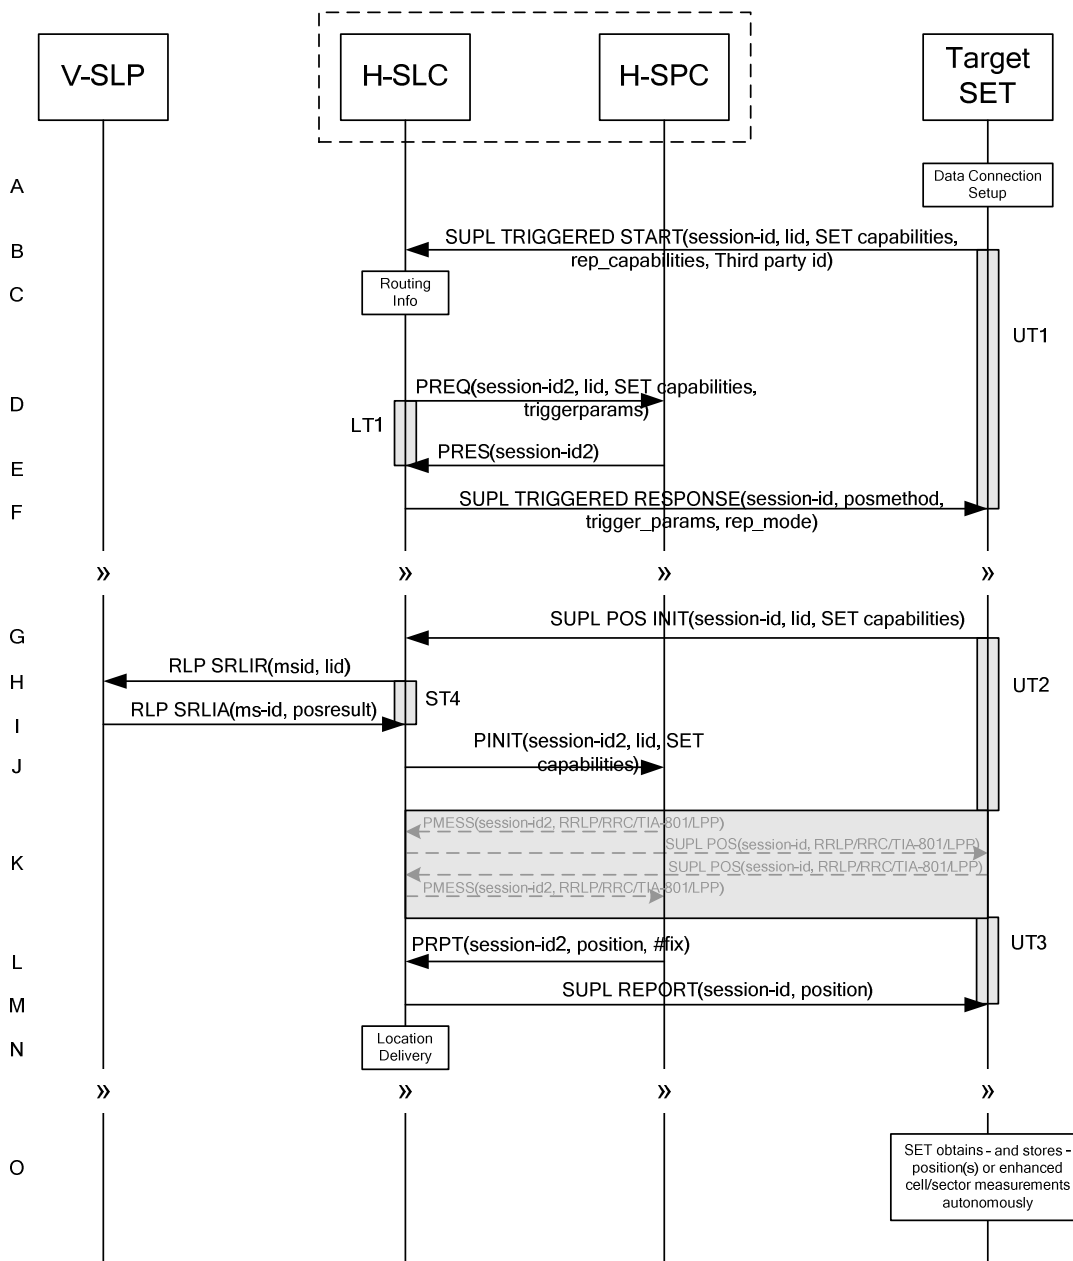 V-SLP
H-SLC
H-SPC
Target
SET
A
Data Connection
Setup
B
SUPL TRIGGERED START(session-id, lid, SET capabilities,
rep_capabilities, Third party id)
C
Routing
Info
UT1
D
PREQ(session-id2, lid, SET capabilities,
triggerparams)
LT1
E
PRES(session-id2)
F
SUPL TRIGGERED RESPONSE(session-id, posmethod,
trigger_params, rep_mode)
»
»
»
»
G
SUPL POS INIT(session-id, lid, SET capabilities)
H
RLP SRLIR(msid, lid)
ST4
UT2
I
RLP SRLIA(ms-id, posresult)
J
PINIT(session-id2, lid, SET
capabilities)
K
PMESS(session-id2, RRLP/RRC/TIA-801/LPP)
SUPL POS(session-id, RRLP/RRC/TIA-801/LPP)
SUPL POS(session-id, RRLP/RRC/TIA-801/LPP)
PMESS(session-id2, RRLP/RRC/TIA-801/LPP)
L
PRPT(session-id2, position, #fix)
UT3
M
SUPL REPORT(session-id, position)
N
Location
Delivery
»
»
»
»
O
SET obtains - and stores -
position(s) or enhanced
cell/sector measurements
autonomously